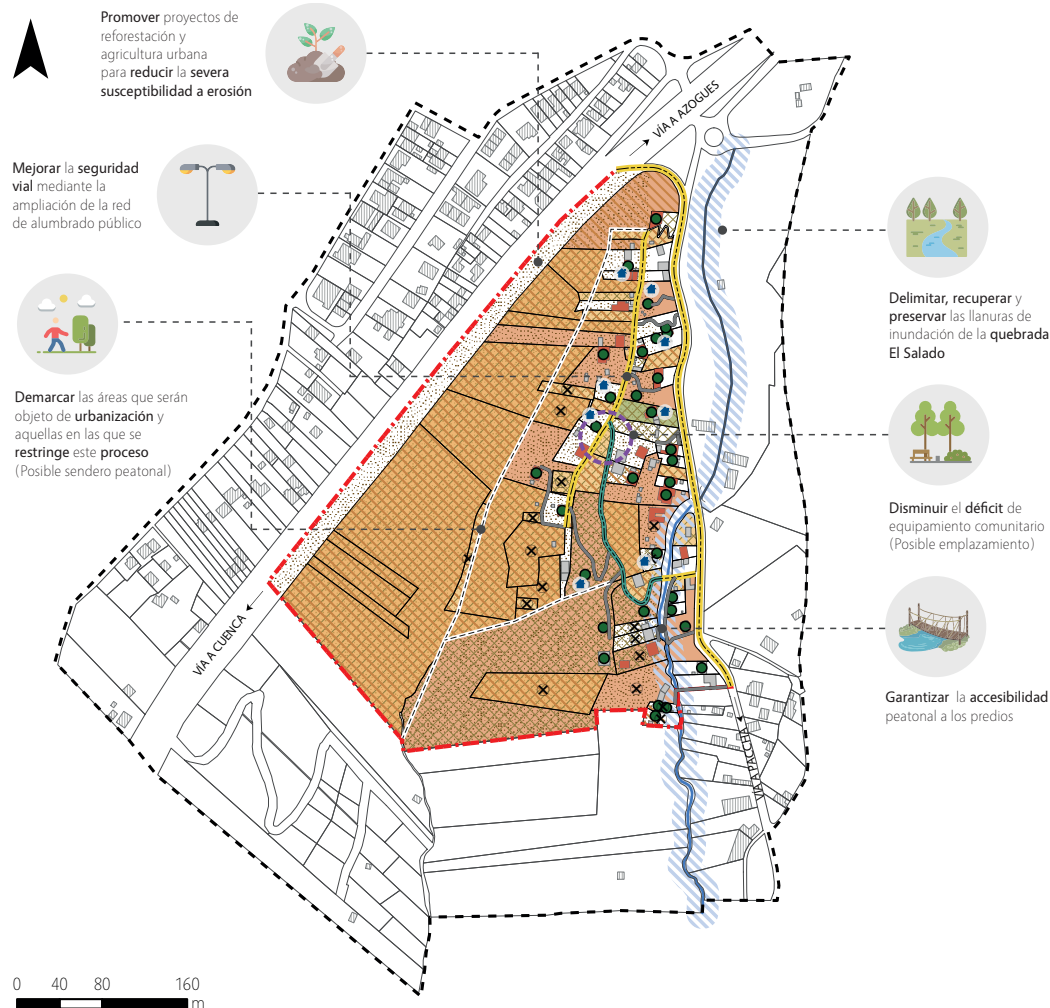 Promover proyectos de
reforestación y
agricultura urbana
para reducir la severa
susceptibilidad a erosión
Mejorar la seguridad
vial mediante la
ampliación de la red
de alumbrado público
Demarcar las áreas que serán
objeto de urbanización y
aquellas en las que se
restringe este proceso
(Posible sendero peatonal)
VÍA A AZOGUES
VÍA A CUENCA
VÍA A PACCHA
Delimitar, recuperar y
preservar las llanuras de
inundación de la quebrada
El Salado
Disminuir el déficit de
equipamiento comunitario
(Posible emplazamiento)
Garantizar la accesibilidad
peatonal a los predios
0 40 80 160
m